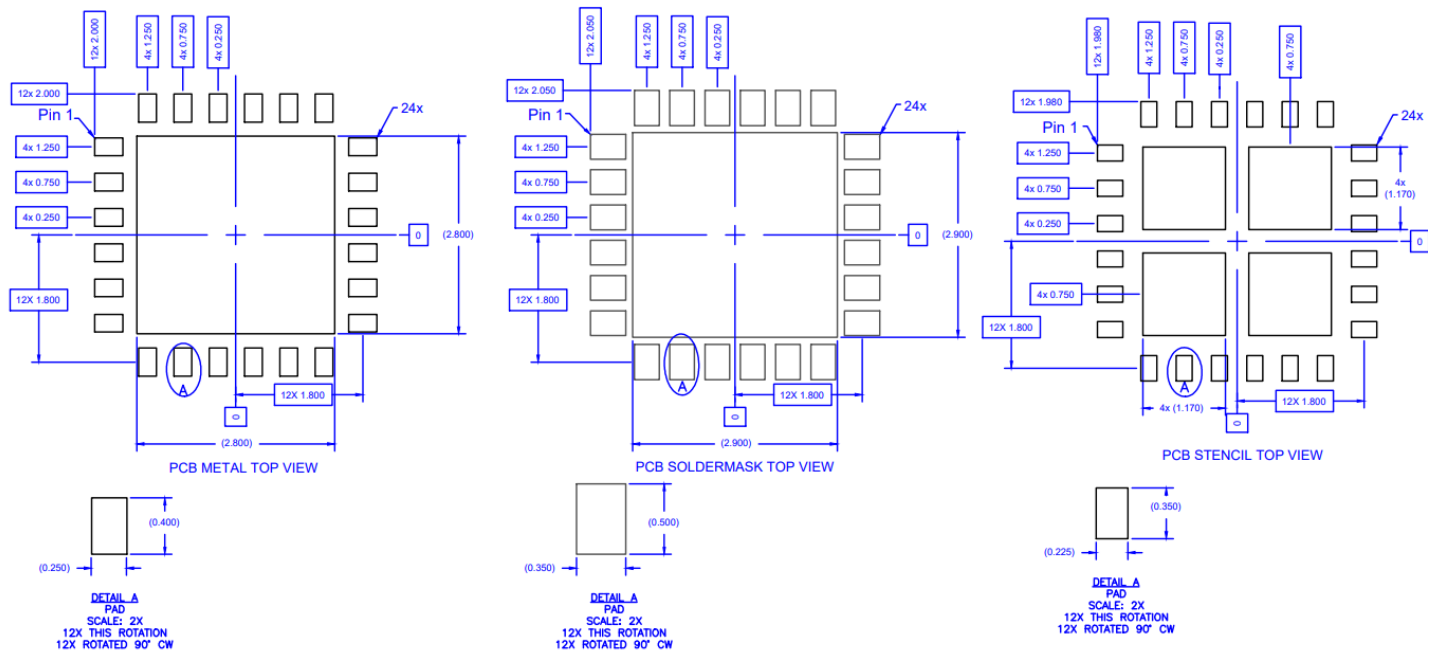 12x 2.000
4x 1.250
4x 0.750
4x 0.250
12x 2.000
Pin 1
24x
4x 1.250
4x 0.750
4x 0.250
0
(2.800)
12X 1.800
A
12X 1.800
0
(2.800)
PCB METAL TOP VIEW
(0.400)
(0.250)
DETAIL A
PAD
SCALE: 2X
12X THIS ROTATION
12X ROTATED 90° CW
12x 2.050
4x 1.250
4x 0.750
4x 0.250
12x 2.050
Pin 1
24x
4x 1.250
4x 0.750
4x 0.250
0
(2.900)
12X 1.800
A
12X 1.800
0
(2.900)
PCB SOLDERMASK TOP VIEW
(0.500)
(0.350)
DETAIL A
PAD
SCALE: 2X
12X THIS ROTATION
12X ROTATED 90° CW
12x 1.980
4x 1.250
4x 0.750
4x 0.250
4x 0.750
12x 1.980
Pin 1
24x
4x 1.250
4x 0.750
4x 0.250
4x
(1.170)
0
4x 0.750
12X 1.800
A
4x (1.170)
12X 1.800
0
PCB STENCIL TOP VIEW
(0.350)
(0.225)
DETAIL A
PAD
SCALE: 2X
12X THIS ROTATION
12X ROTATED 90° CW